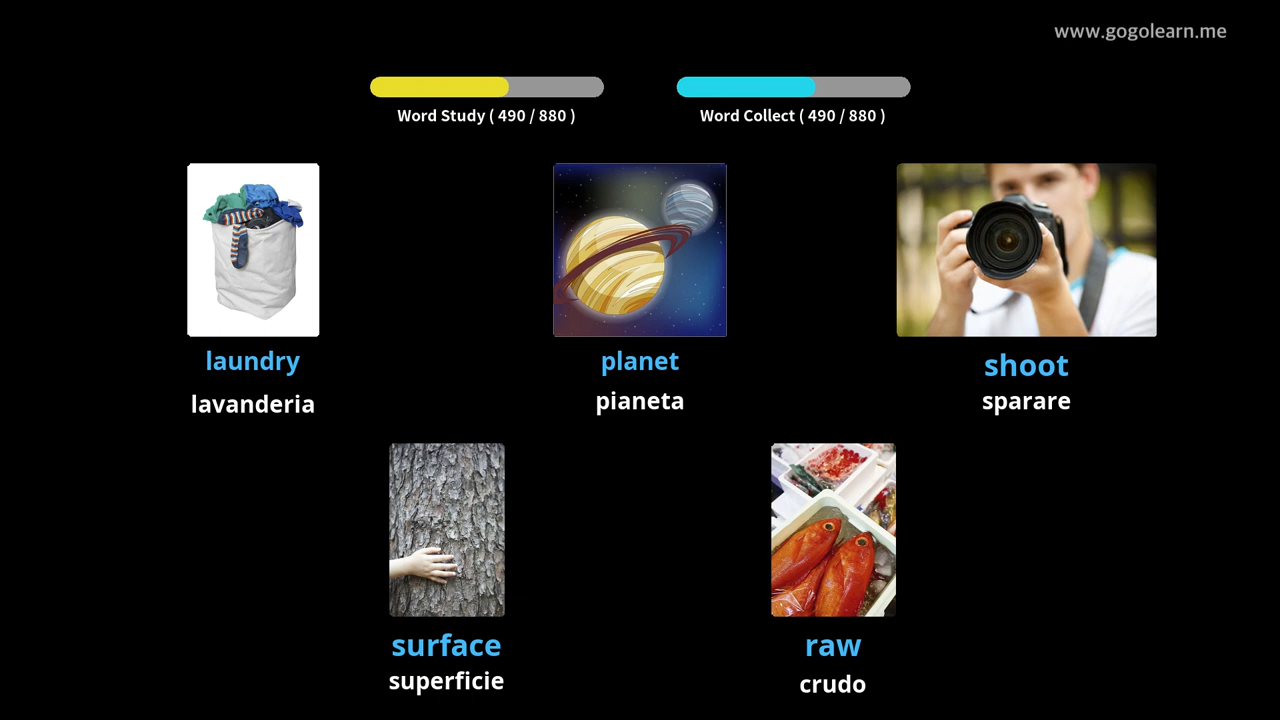 www.gogolearn.me
Word Study ( 490 / 880 )
Word Collect ( 490 / 880 )
laundry
lavanderia
planet
pianeta
shoot
sparare
surface
superficie
raw
crudo